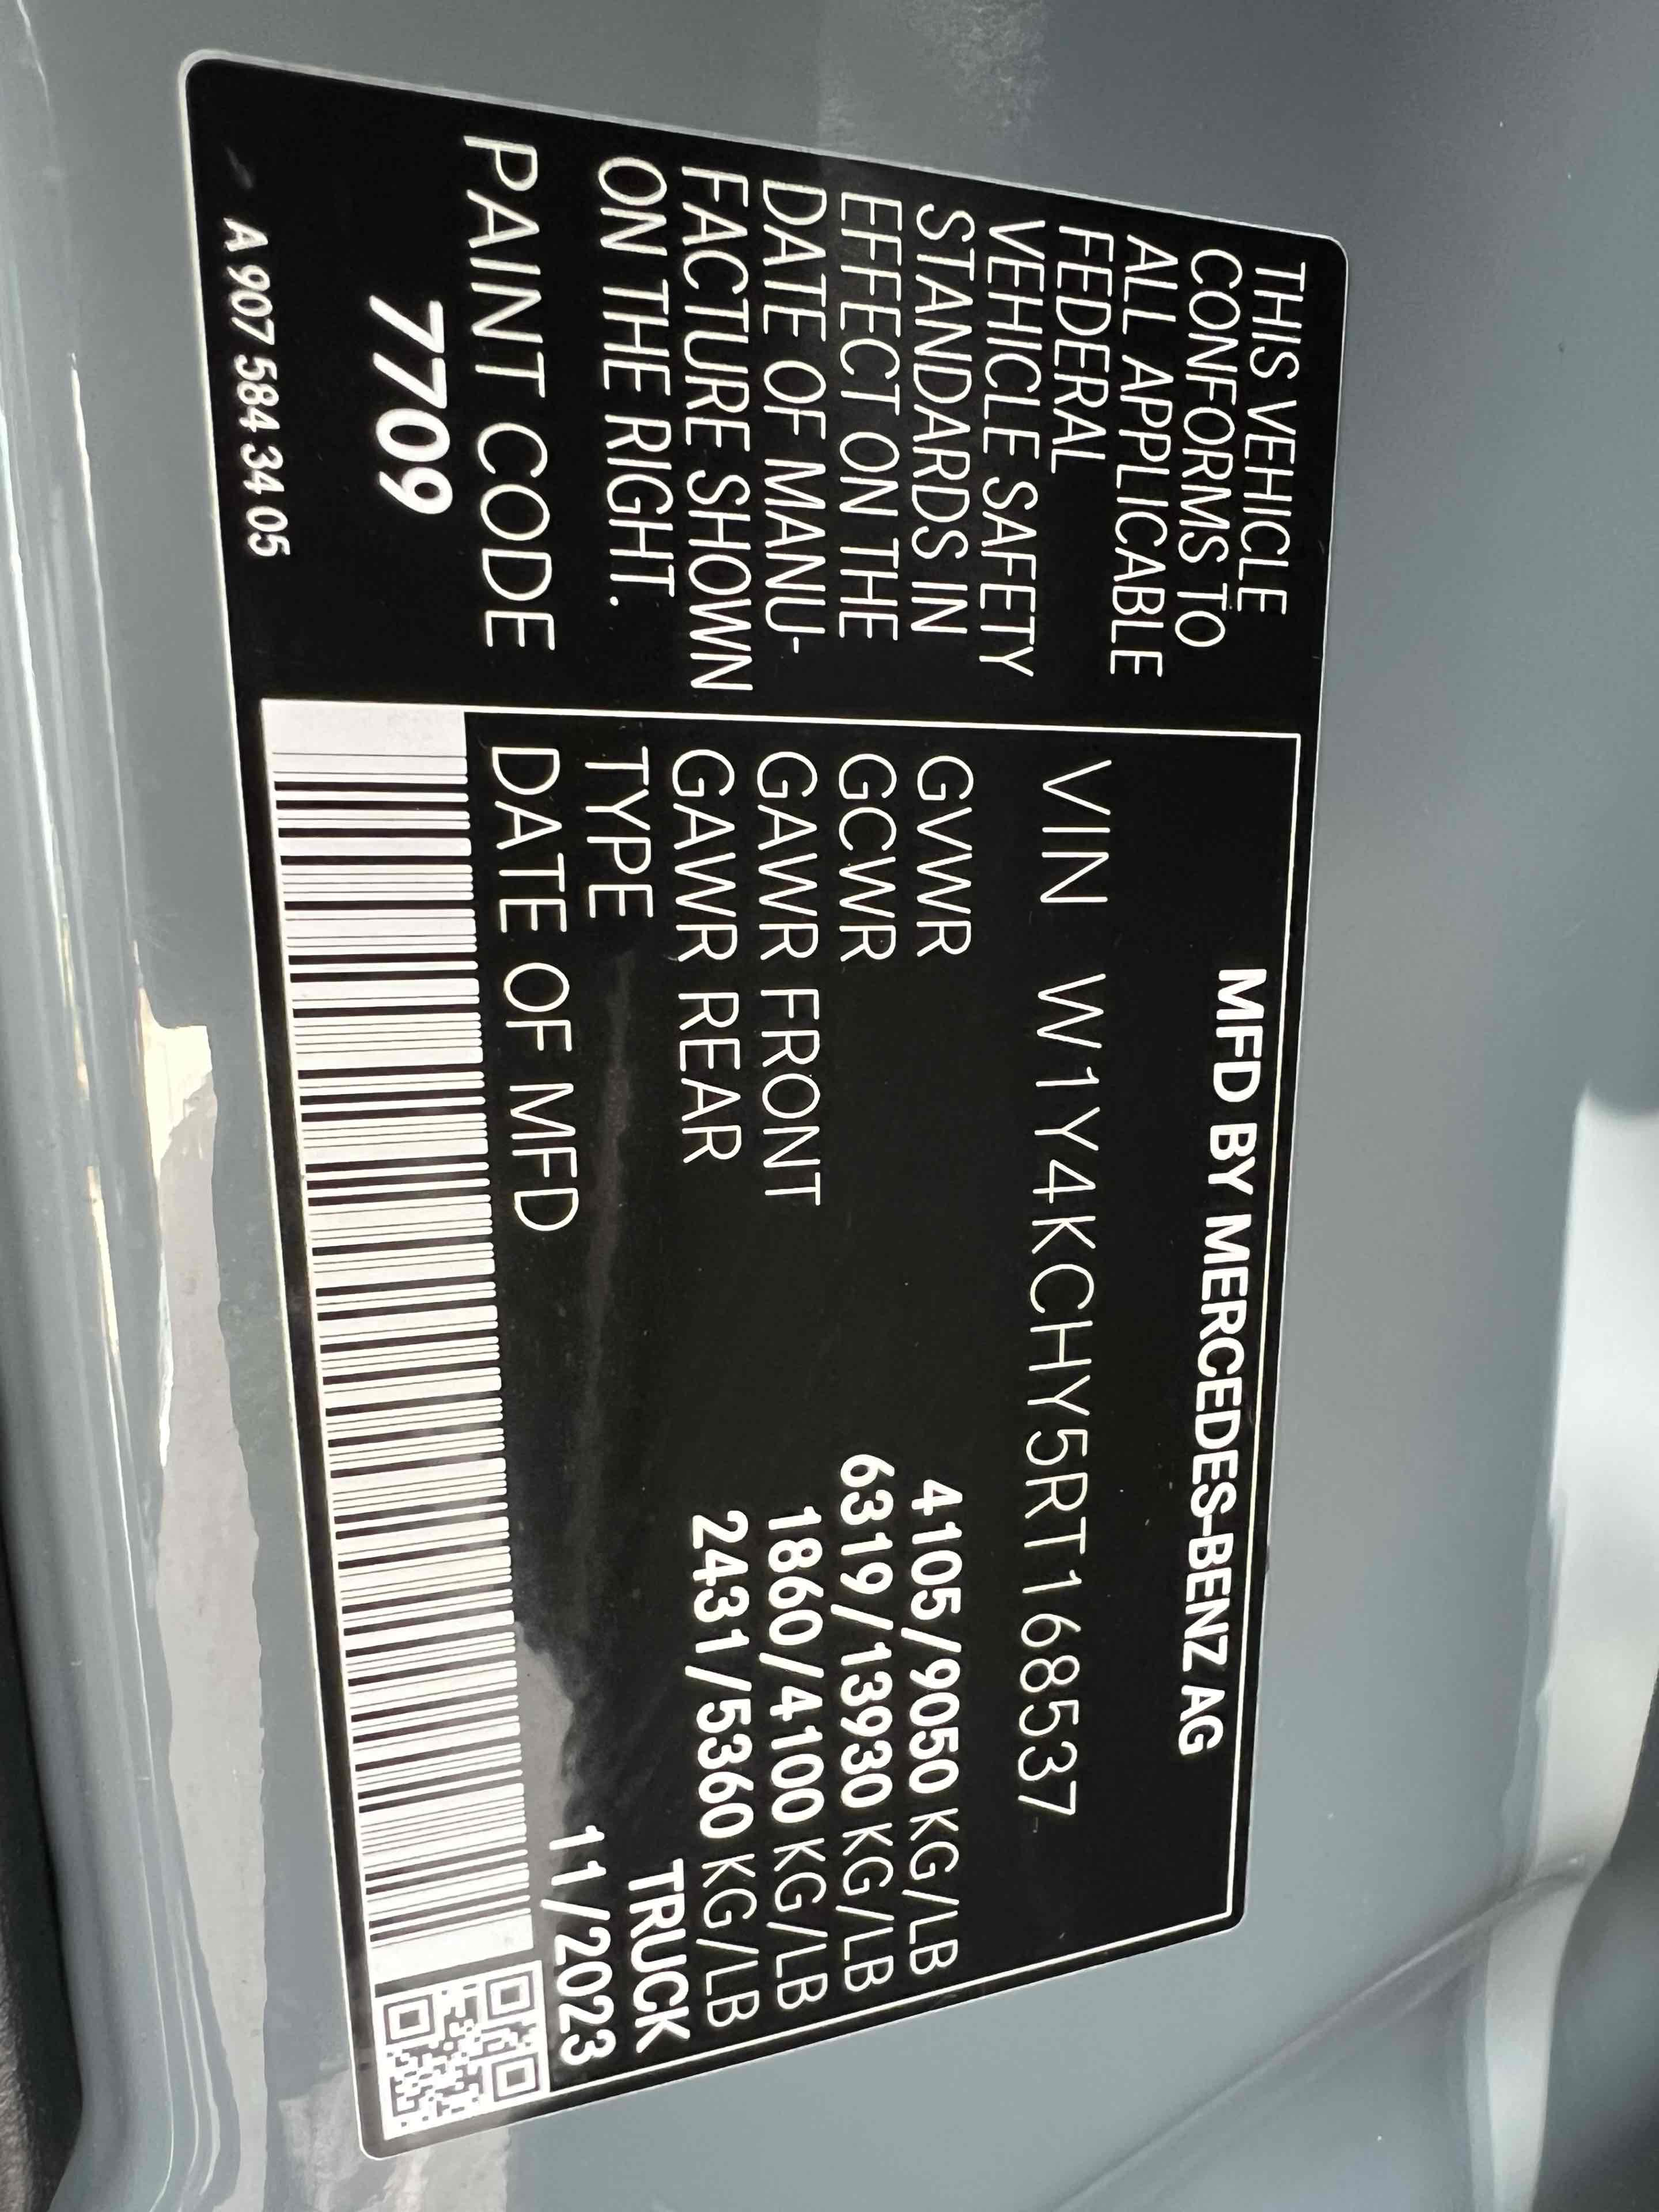 THIS VEHICLE
CONFORMS TO
ALL APPLICABLE
FEDERAL
VEHICLE SAFETY
STANDARDS IN
EFFECT ON THE
DATE OF MANU-
FACTURE SHOWN
ON THE RIGHT.
PAINT CODE
7709
A 907 584 34 05
MFD BY MERCEDES-BENZ AG
VIN W1Y4KCHY5RT168537
GVWR 4105/9050 KG/LB
GCWR 6319/13930 KG/LB
GAWR FRONT 1860/4100 KG/LB
GAWR REAR 2431/5360 KG/LB
TYPE TRUCK
DATE OF MFD 11/2023